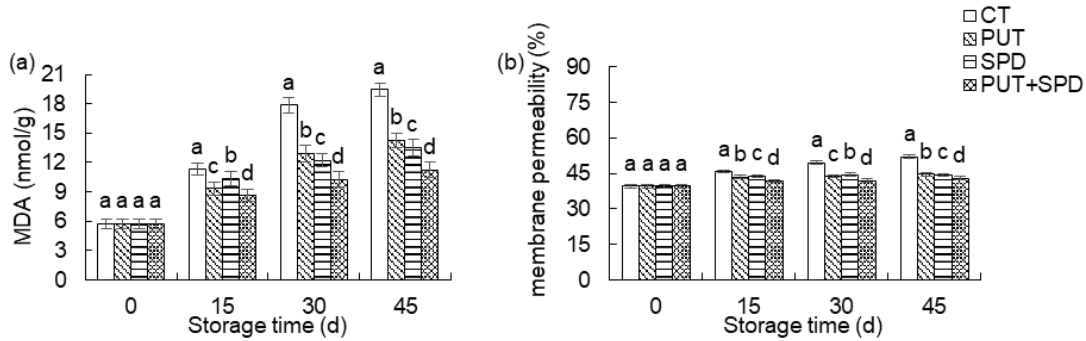 (a)
MDA (nmol/g)
21
18
15
12
9
6
3
0
a a a a
a c b d
a b c d
a b c d
0 15 30 45
Storage time (d)
(b)
membrane permeability (%)
90
75
60
45
30
15
0
a a a a
a b c d
a c b d
a b c d
0 15 30 45
Storage time (d)
CT
PUT
SPD
PUT+SPD